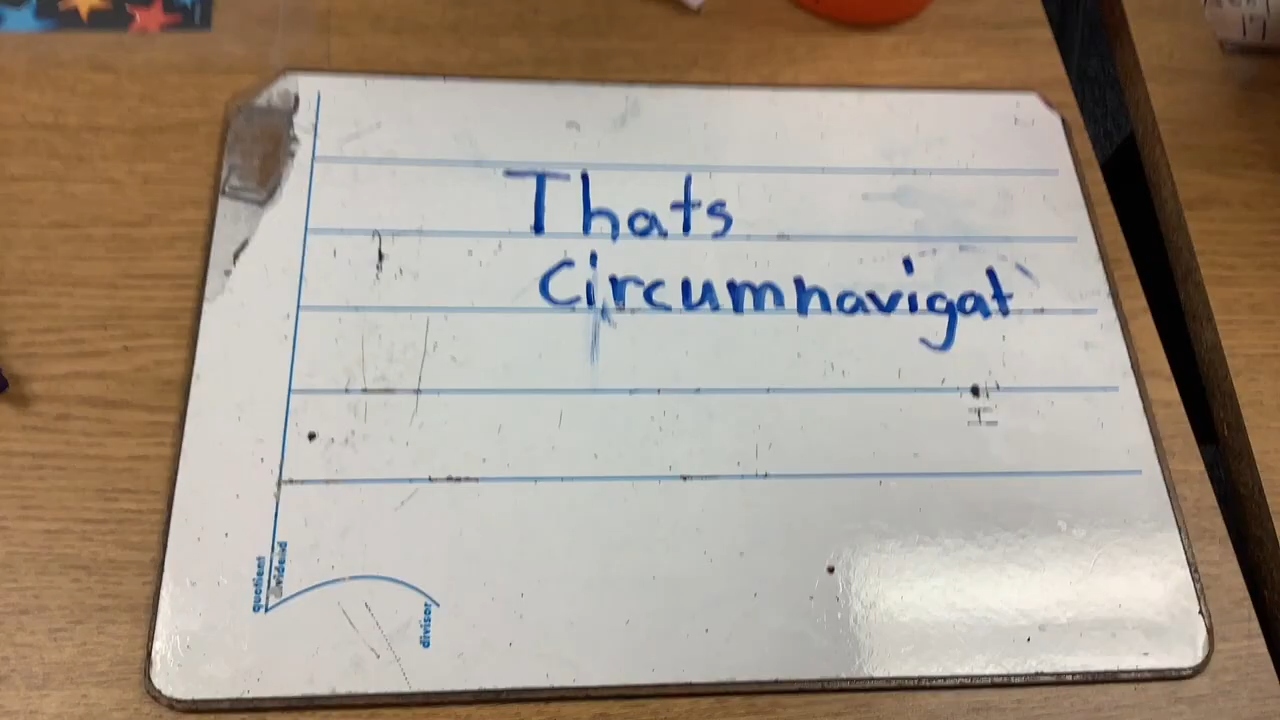 Thats
Circumnavigat
quotient
dividend
divisor